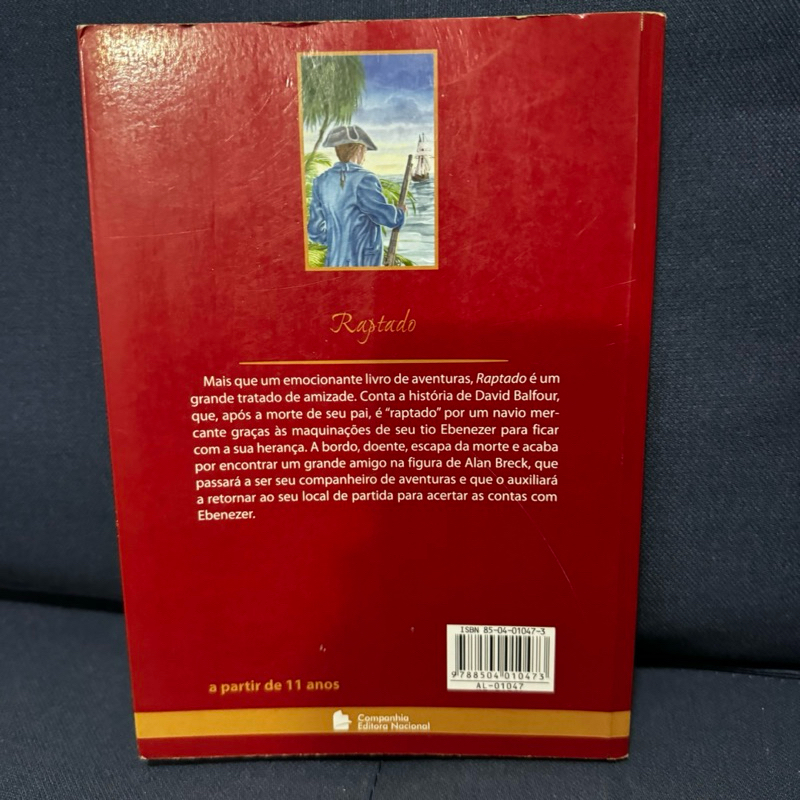 Raptado
Mais que um emocionante livro de aventuras, Raptado é um
grande tratado de amizade. Conta a história de David Balfour,
que, após a morte de seu pai, é “raptado” por um navio mer-
cante graças às maquinações de seu tio Ebenezer para ficar
com a sua herança. A bordo, doente, escapa da morte e acaba
por encontrar um grande amigo na figura de Alan Breck, que
passará a ser seu companheiro de aventuras e que o auxiliará
a retornar ao seu local de partida para acertar as contas com
Ebenezer.
ISBN 85-04-01047-3
9788504010473
AL-01047
a partir de 11 anos
Companhia
Editora Nacional